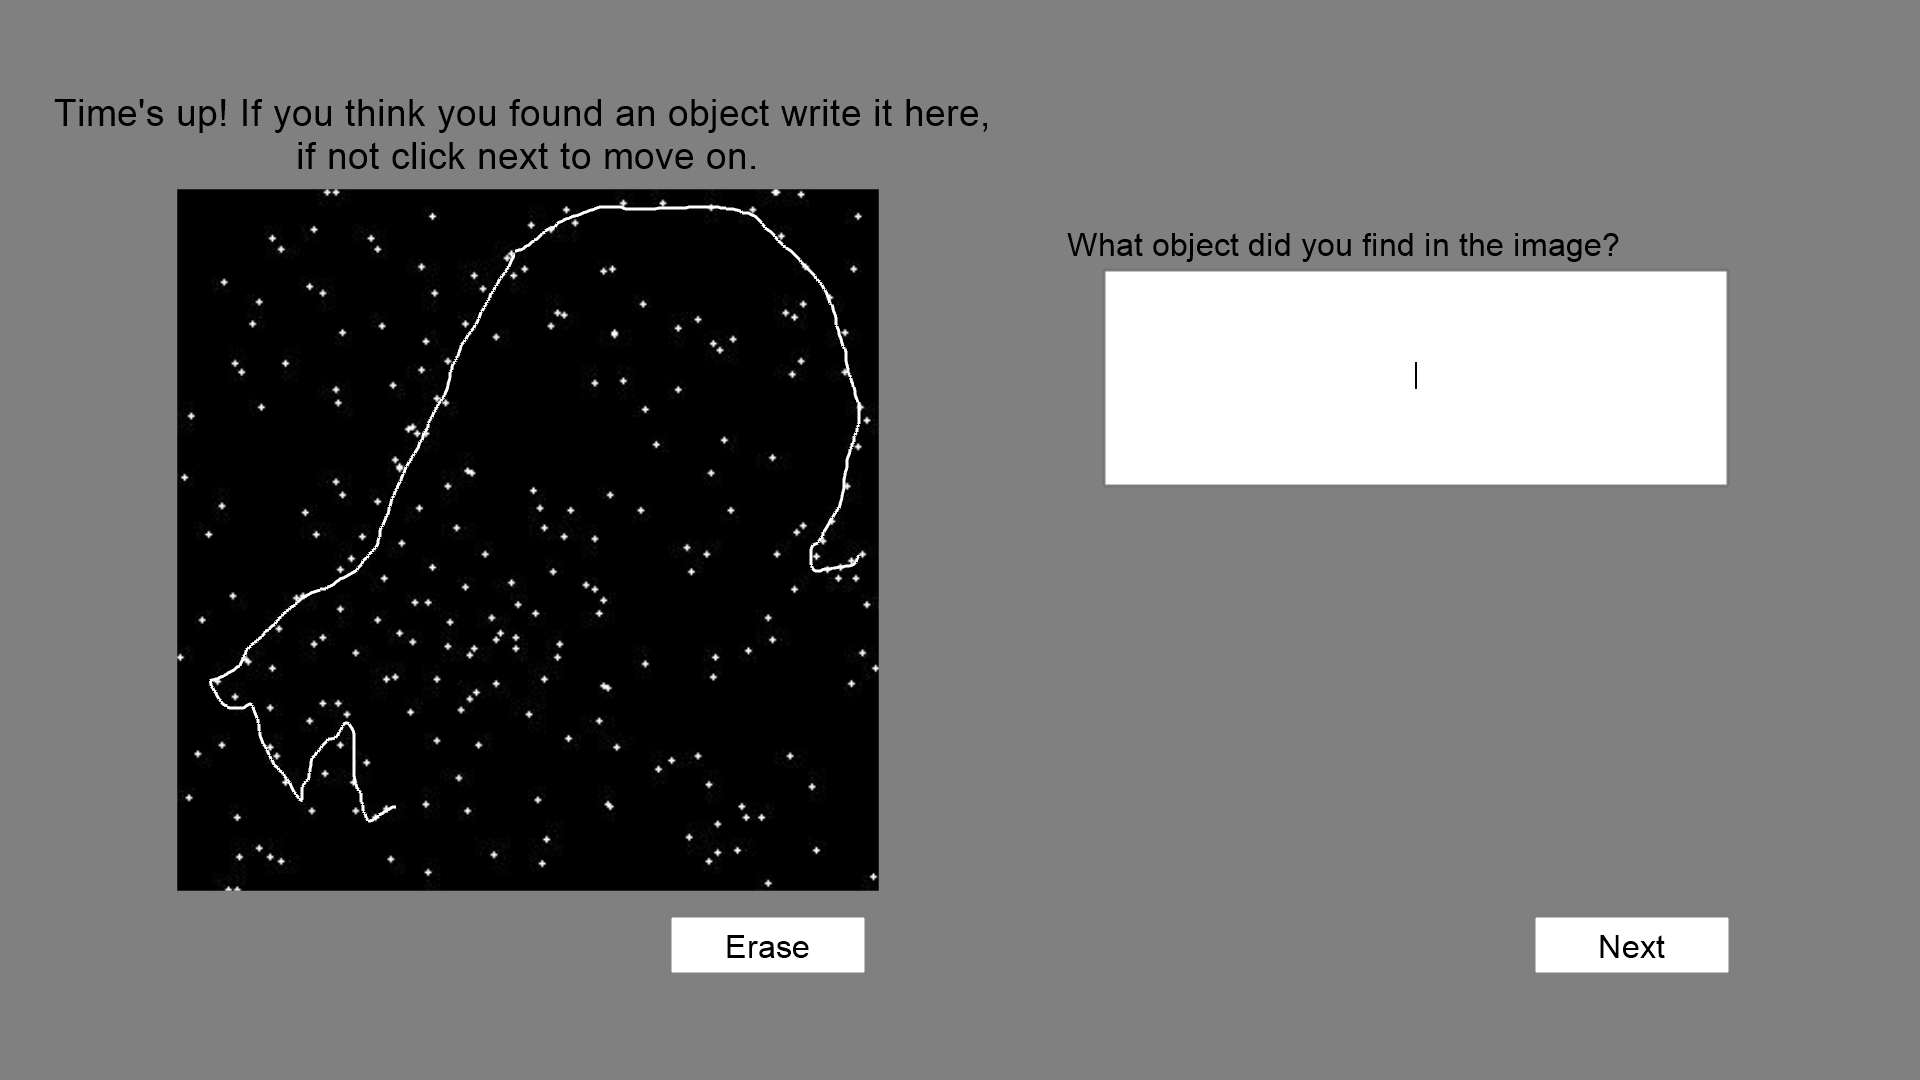 Time's up! If you think you found an object write it here,
if not click next to move on.
What object did you find in the image?
Erase
Next